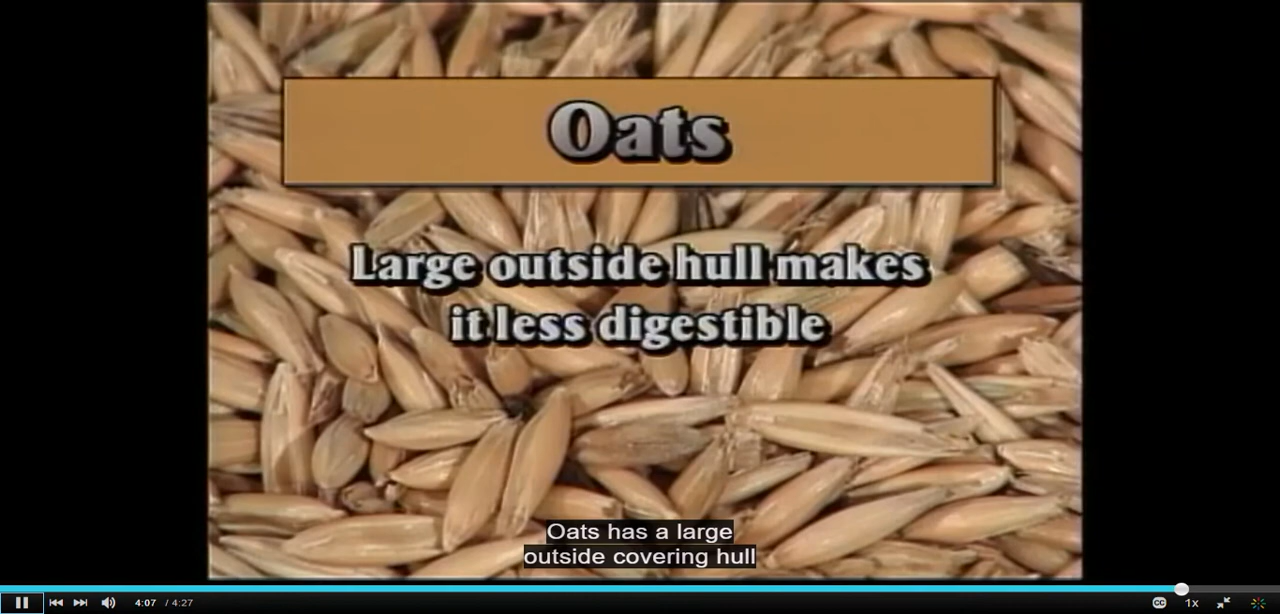 Oats
Large outside hull makes
it less digestible
Oats has a large
outside covering hull
4:07 / 4:27
CC
1x